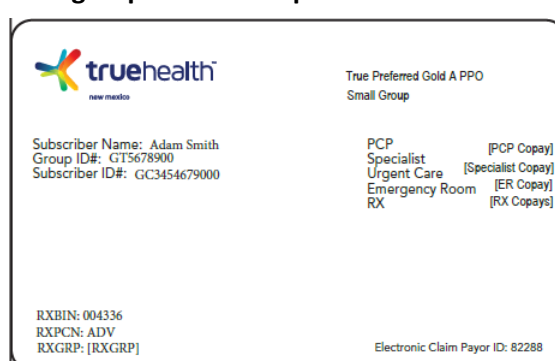 truehealth
new mexico
True Preferred Gold A PPO
Small Group
Subscriber Name: Adam Smith
Group ID#: GT5678900
Subscriber ID#: GC3454679000
PCP [PCP Copay]
Specialist [Specialist Copay]
Urgent Care
Emergency Room [ER Copay]
RX [RX Copays]
RXBIN: 004336
RXPCN: ADV
RXGRP: [RXGRP]
Electronic Claim Payor ID: 82288